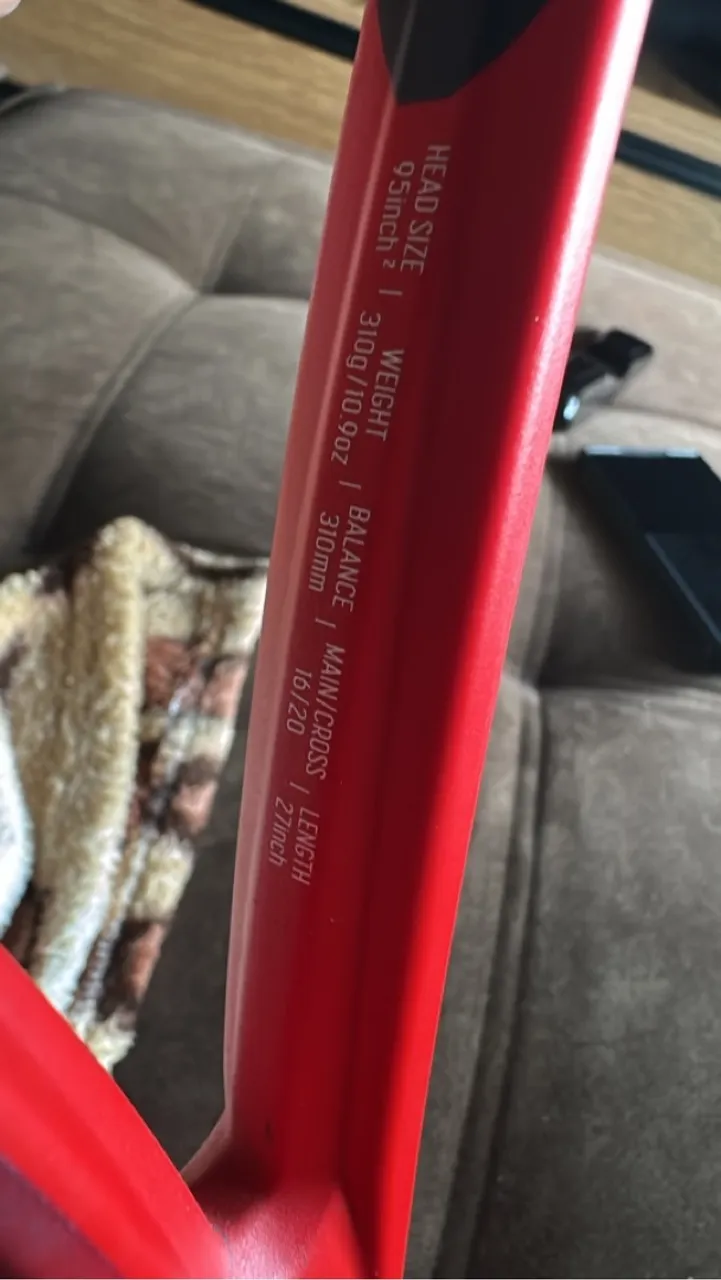 HEAD SIZE | WEIGHT | BALANCE | MAIN/CROSS | LENGTH
95inch² | 310g/10.9oz | 310mm | 16/20 | 27inch